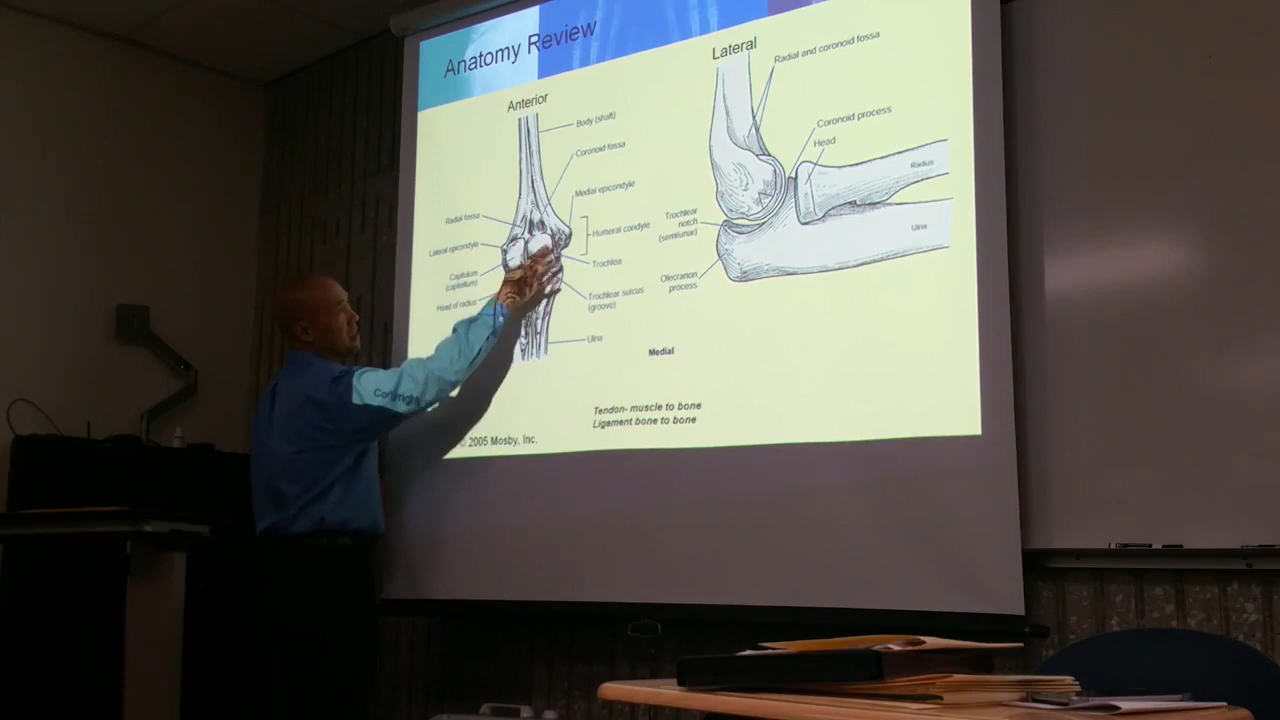 Anatomy Review
Anterior
Body (shaft)
Coronoid fossa
Medial epicondyle
Radial fossa
Humeral condyle
Lateral epicondyle
Trochlea
Capitulum
(capitellum)
Head of radius
Trochlear sulcus
(groove)
Ulna
Lateral
Radial and coronoid fossa
Coronoid process
Head
Radius
Trochlear
notch
(semilunar)
Ulna
Olecranon
process
Medial
Tendon- muscle to bone
Ligament bone to bone
Copyright
© 2005 Mosby, Inc.